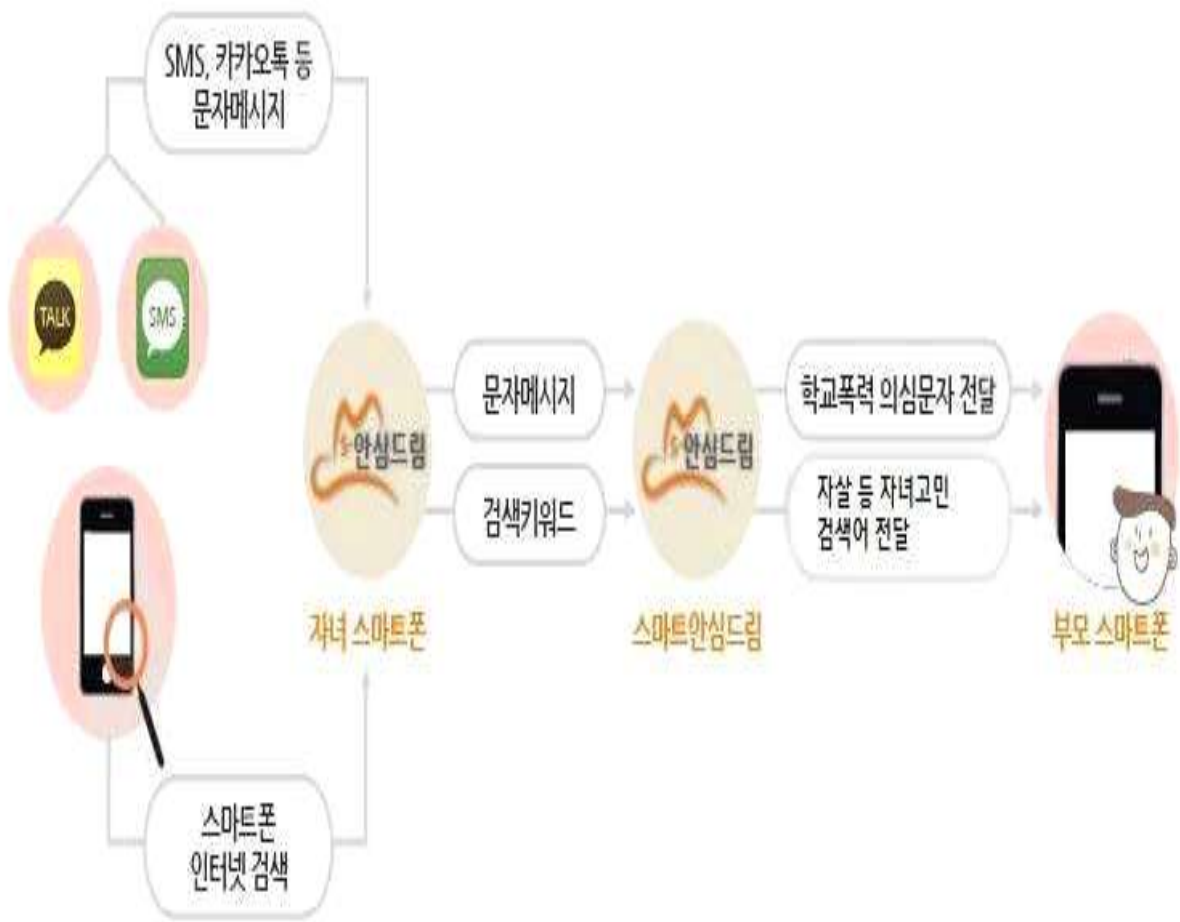 SMS, 카카오톡 등
문자메시지
TALK
SMS
안심드림
문자메시지
안심드림
학교폭력 의심문자 전달
검색키워드
자살 등 자녀고민
검색어 전달
자녀 스마트폰
스마트안심드림
부모 스마트폰
스마트폰
인터넷 검색